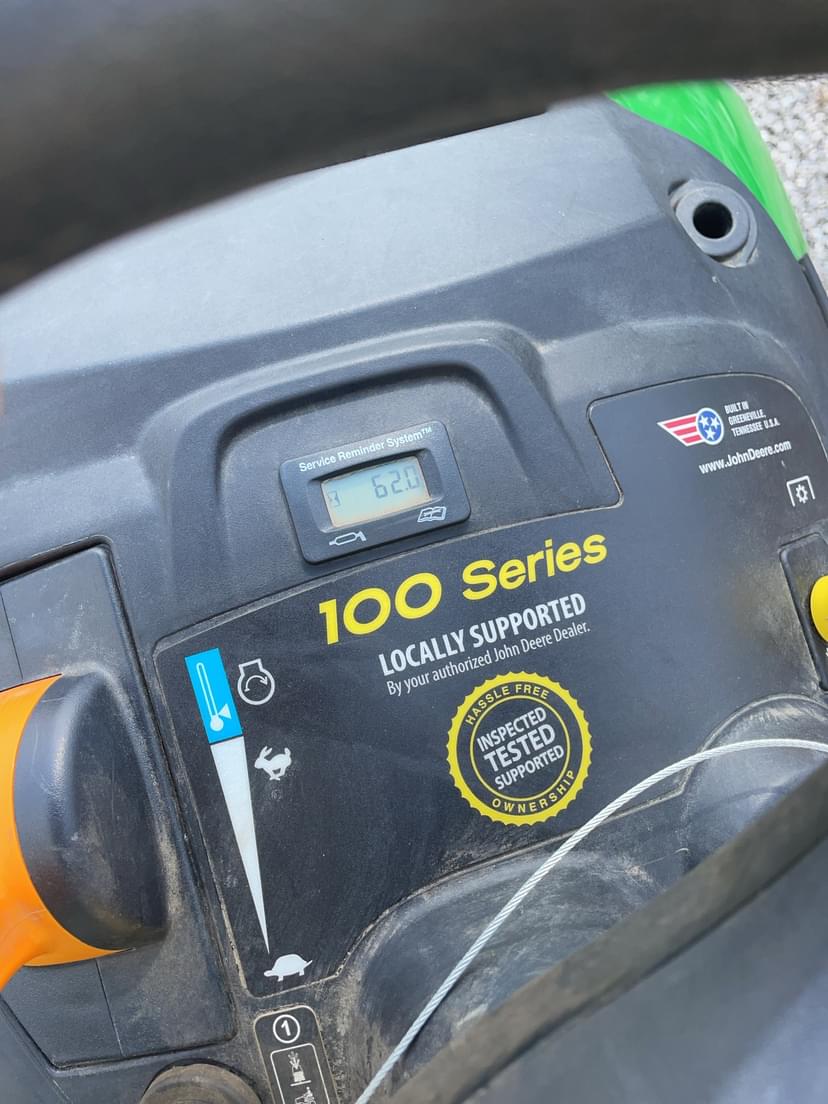 BUILT IN
GREENEVILLE,
TENNESSEE U.S.A.
www.JohnDeere.com
Service Reminder System™
62.0
100 Series
LOCALLY SUPPORTED
By your authorized John Deere Dealer.
HASSLE FREE
INSPECTED
TESTED
SUPPORTED
OWNERSHIP
1